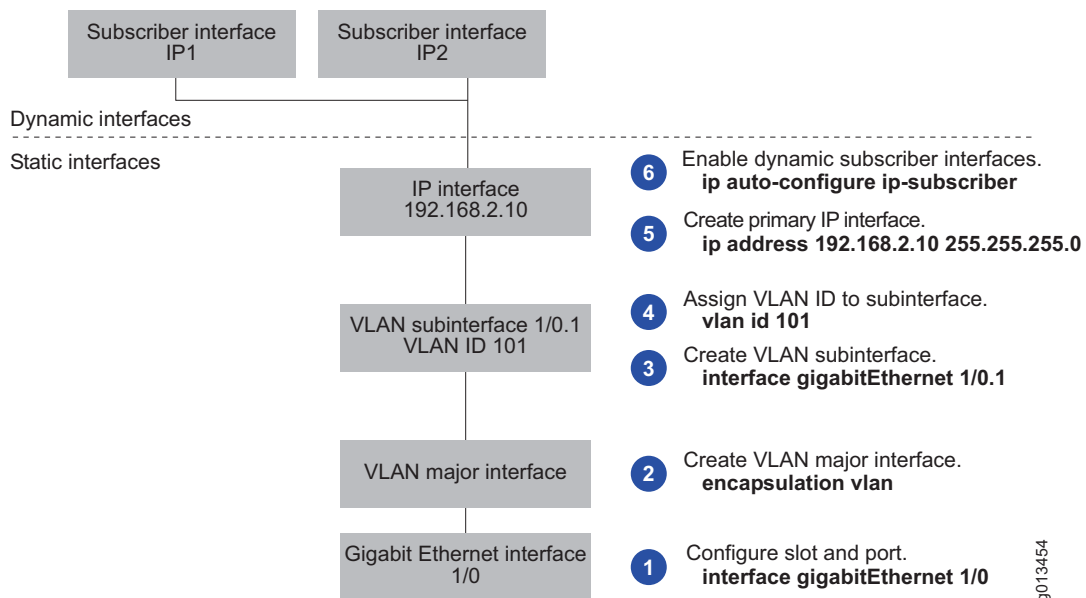 Subscriber interface
IP1
Subscriber interface
IP2
Dynamic interfaces
Static interfaces
IP interface
192.168.2.10
6
Enable dynamic subscriber interfaces.
ip auto-configure ip-subscriber
5
Create primary IP interface.
ip address 192.168.2.10 255.255.255.0
VLAN subinterface 1/0.1
VLAN ID 101
4
Assign VLAN ID to subinterface.
vlan id 101
3
Create VLAN subinterface.
interface gigabitEthernet 1/0.1
VLAN major interface
2
Create VLAN major interface.
encapsulation vlan
Gigabit Ethernet interface
1/0
1
Configure slot and port.
interface gigabitEthernet 1/0
g013454